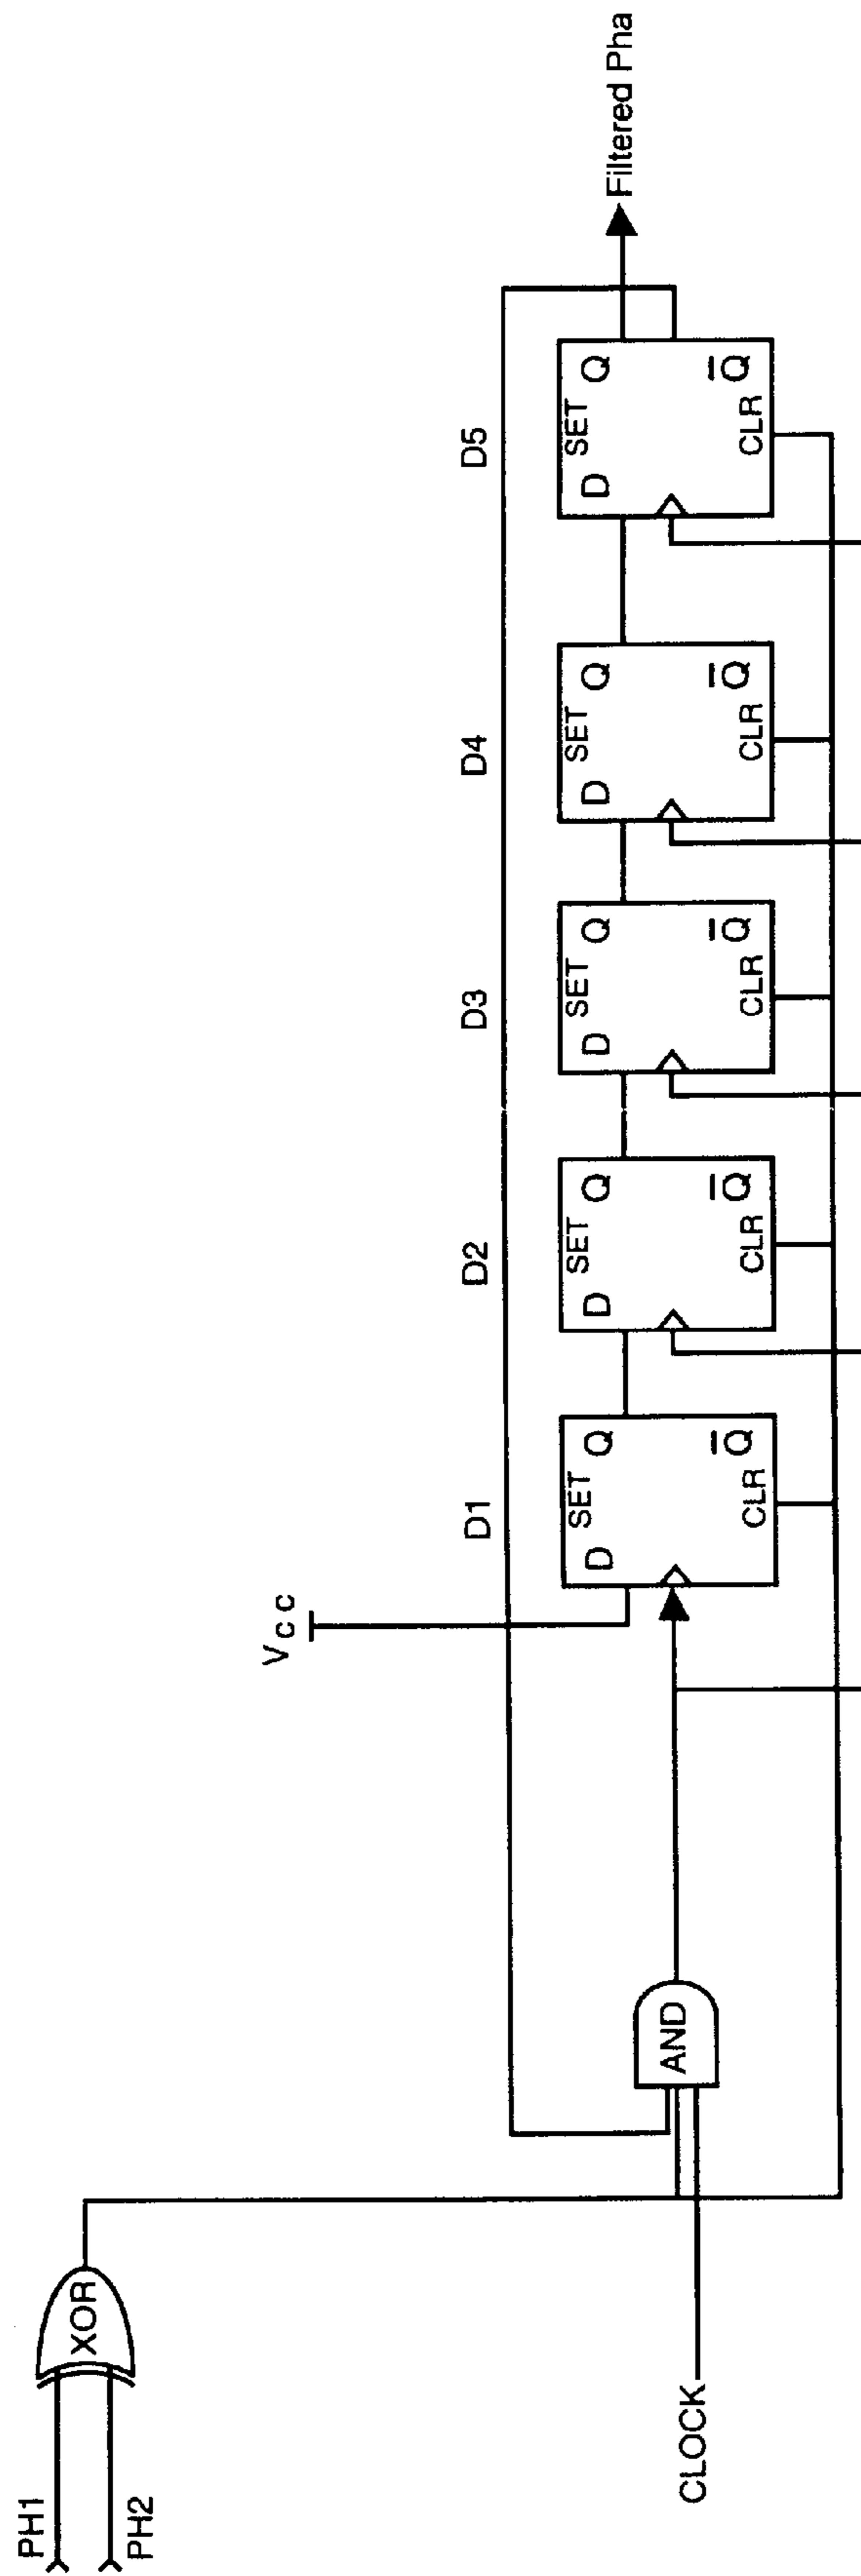 PH1
PH2
XOR
CLOCK
AND
Vcc
D1
D2
D3
D4
D5
D SET Q
CLR Q
D SET Q
CLR Q
D SET Q
CLR Q
D SET Q
CLR Q
D SET Q
CLR Q
Filtered Pha